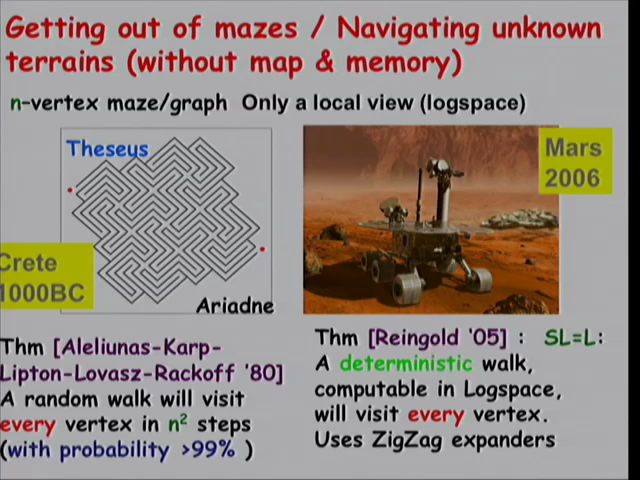 Getting out of mazes / Navigating unknown
terrains (without map & memory)
n-vertex maze/graph Only a local view (logspace)
Theseus
Crete
1000BC
Ariadne
Mars
2006
Thm [Aleliunas-Karp-
Lipton-Lovasz-Rackoff '80]
A random walk will visit
every vertex in n² steps
(with probability >99% )
Thm [Reingold '05] : SL=L:
A deterministic walk,
computable in Logspace,
will visit every vertex.
Uses ZigZag expanders